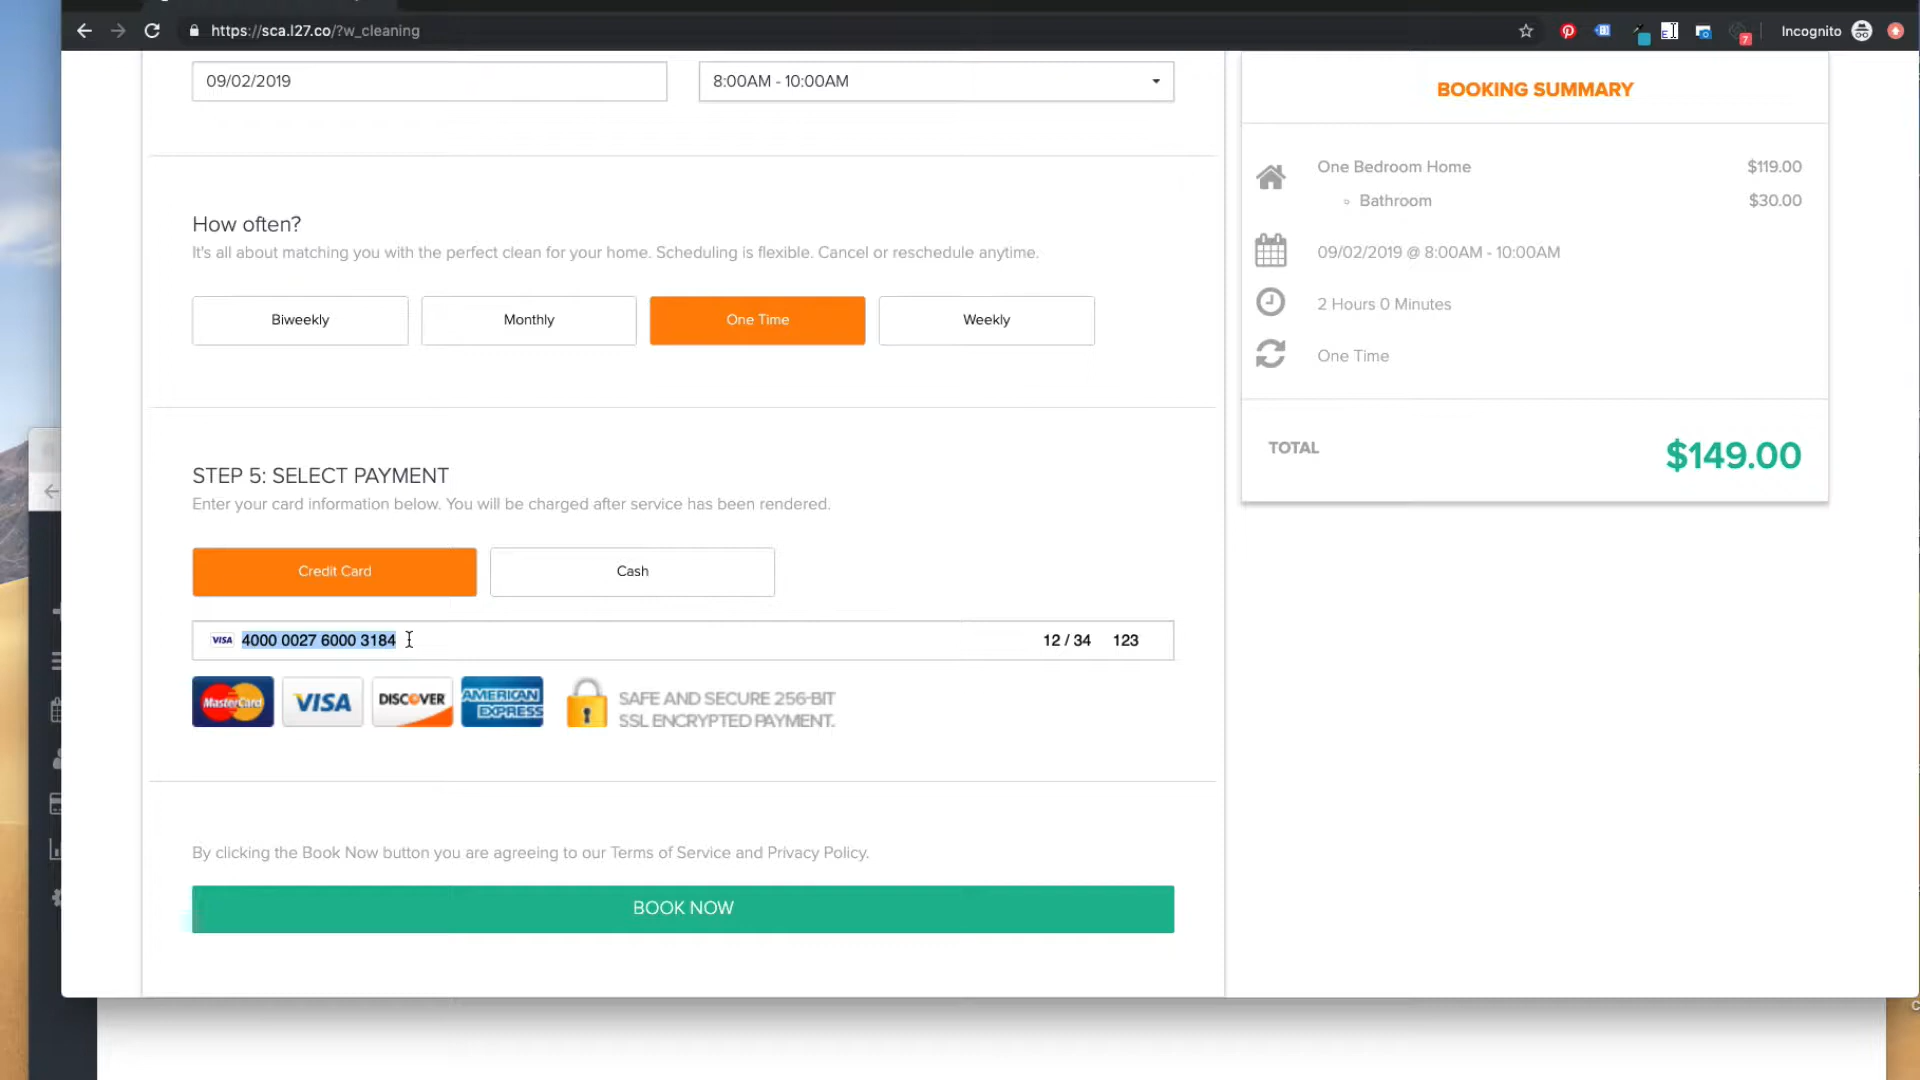 https://sca.l27.co/?w_cleaning
Incognito
7
09/02/2019
8:00AM - 10:00AM
How often?
It's all about matching you with the perfect clean for your home. Scheduling is flexible. Cancel or reschedule anytime.
Biweekly
Monthly
One Time
Weekly
STEP 5: SELECT PAYMENT
Enter your card information below. You will be charged after service has been rendered.
Credit Card
Cash
VISA 4000 0027 6000 3184
12 / 34
123
MasterCard
VISA
DISCOVER
AMERICAN EXPRESS
SAFE AND SECURE 256-BIT
SSL ENCRYPTED PAYMENT.
By clicking the Book Now button you are agreeing to our Terms of Service and Privacy Policy.
BOOK NOW
BOOKING SUMMARY
One Bedroom Home $119.00
Bathroom $30.00
09/02/2019 @ 8:00AM - 10:00AM
2 Hours 0 Minutes
One Time
TOTAL $149.00